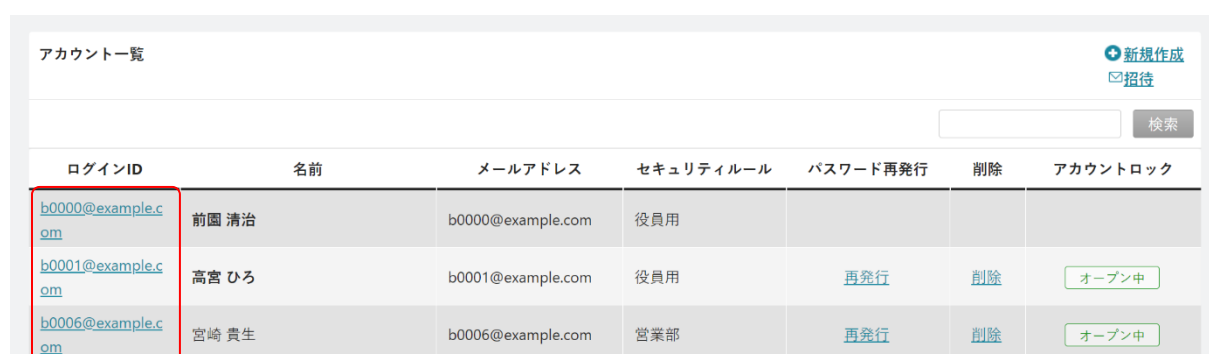 アカウント一覧
新規作成
招待
検索
ログインID 名前 メールアドレス セキュリティルール パスワード再発行 削除 アカウントロック
b0000@example.c
om
前園 清治 b0000@example.com 役員用
b0001@example.c
om
高宮 ひろ b0001@example.com 役員用 再発行 削除 オープン中
b0006@example.c
om
宮崎 貴生 b0006@example.com 営業部 再発行 削除 オープン中